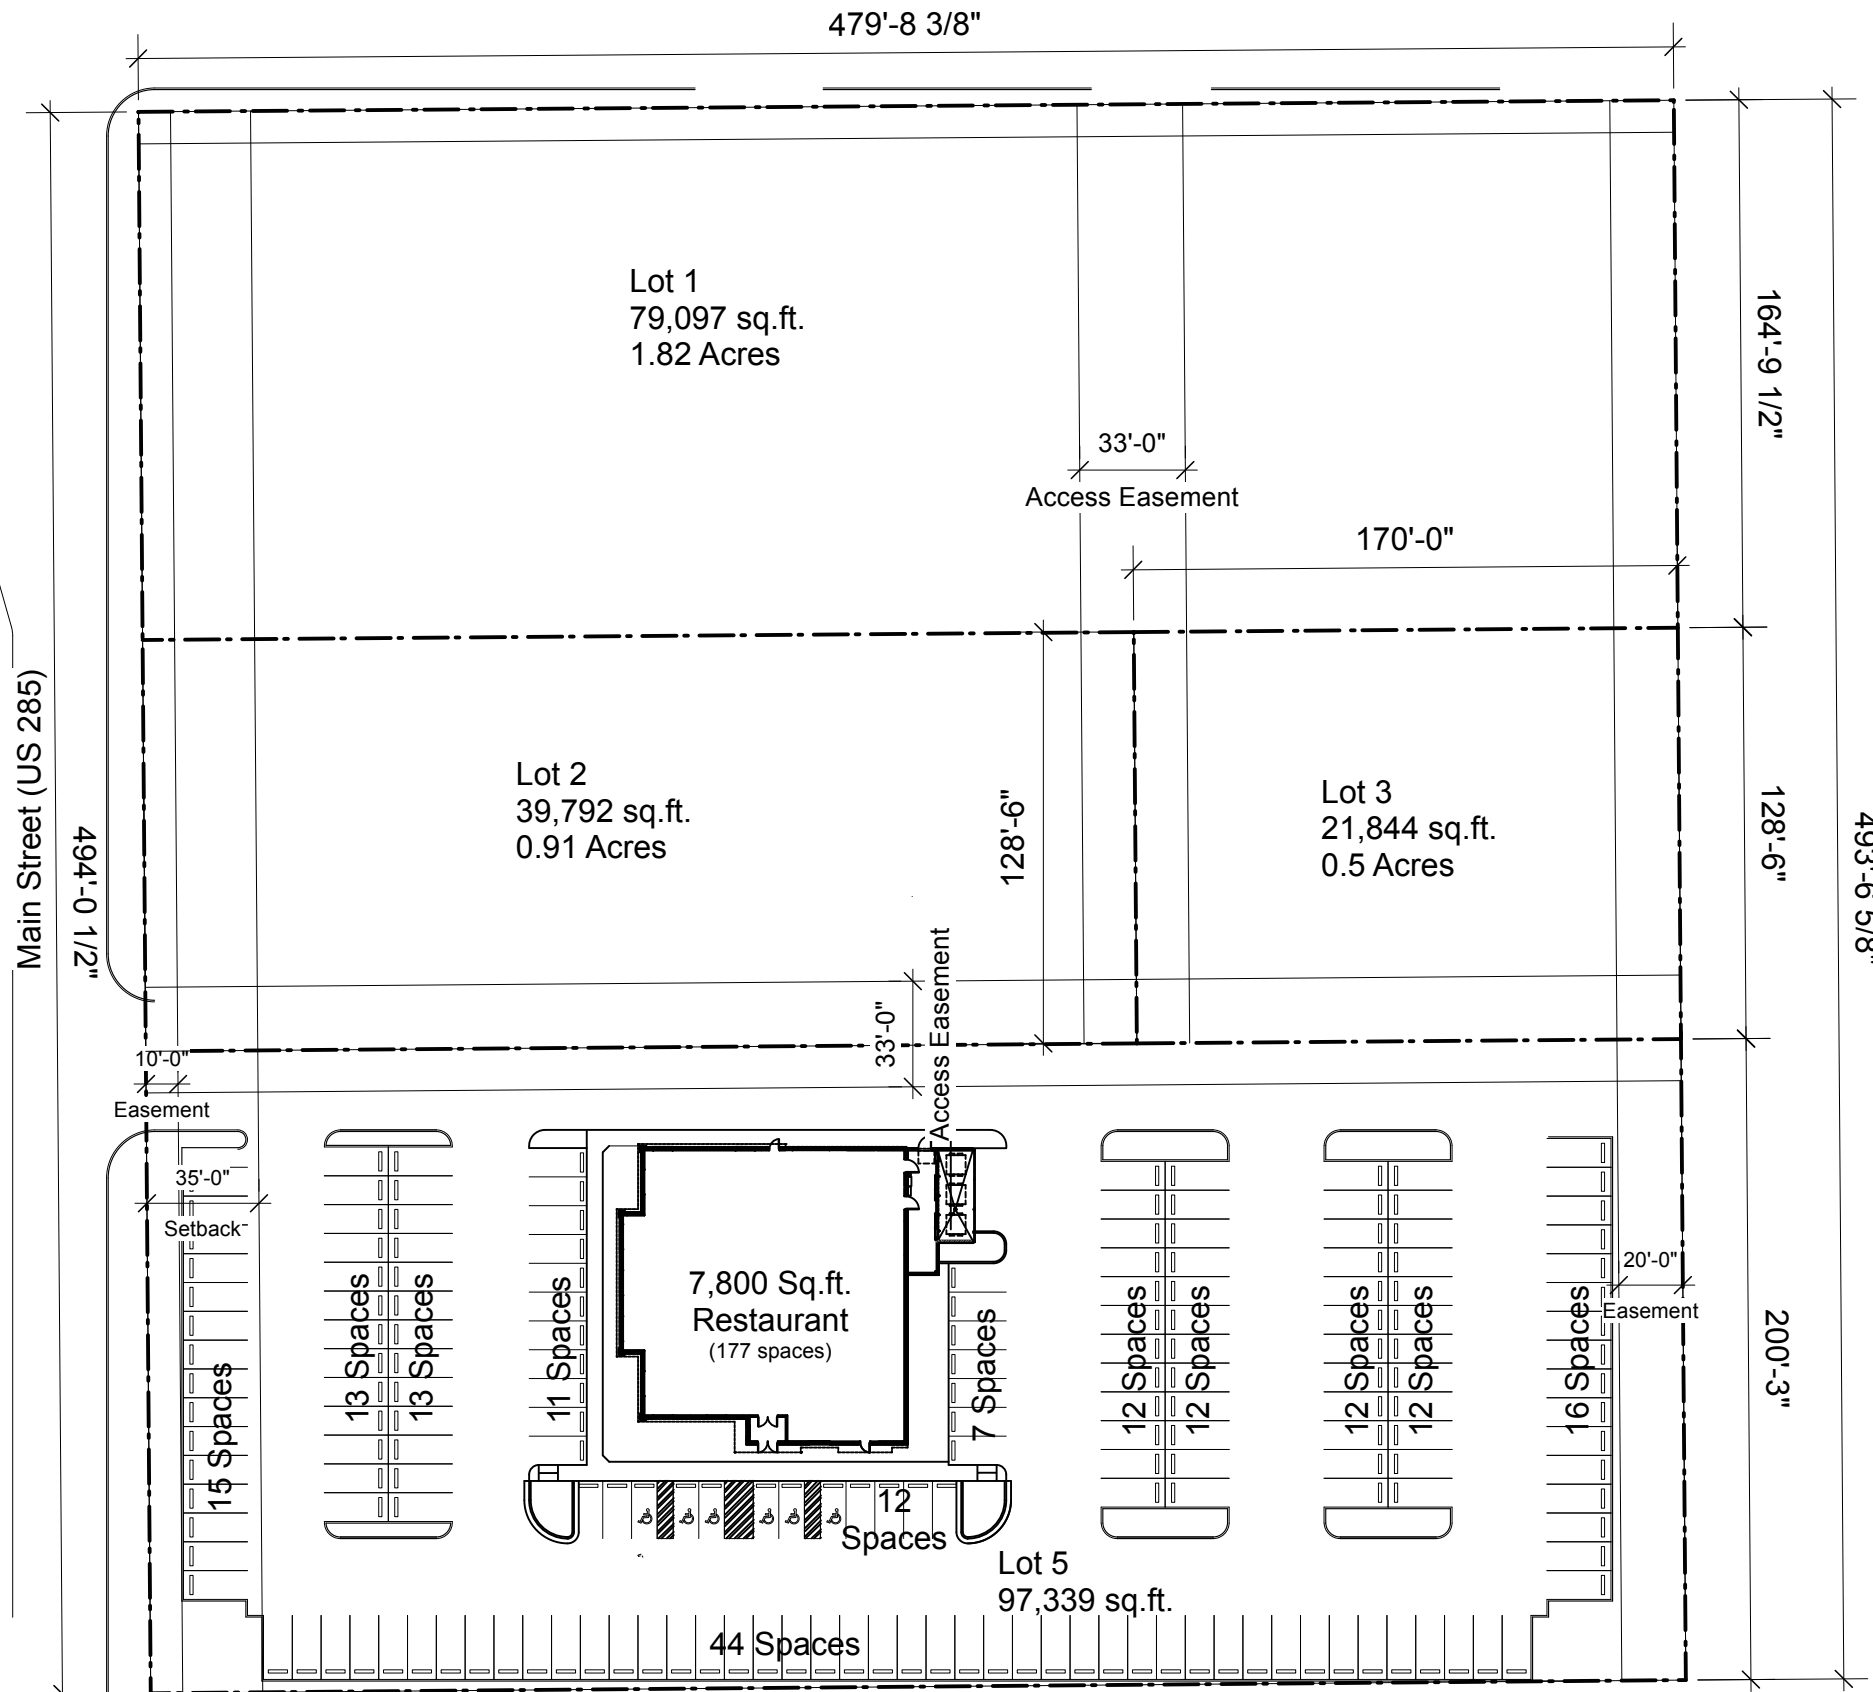 479'-8 3/8"
Lot 1
79,097 sq.ft.
1.82 Acres
164'-9 1/2"
33'-0"
Access Easement
170'-0"
Main Street (US 285)
494'-0 1/2"
Lot 2
39,792 sq.ft.
0.91 Acres
128'-6"
Lot 3
21,844 sq.ft.
0.5 Acres
128'-6"
493'-6 5/8"
33'-0"
Access Easement
10'-0"
Easement
35'-0"
Setback
15 Spaces
13 Spaces
13 Spaces
11 Spaces
7,800 Sq.ft.
Restaurant
(177 spaces)
7 Spaces
12 Spaces
12 Spaces
12 Spaces
12 Spaces
16 Spaces
20'-0"
Easement
200'-3"
12
Spaces
Lot 5
97,339 sq.ft.
44 Spaces